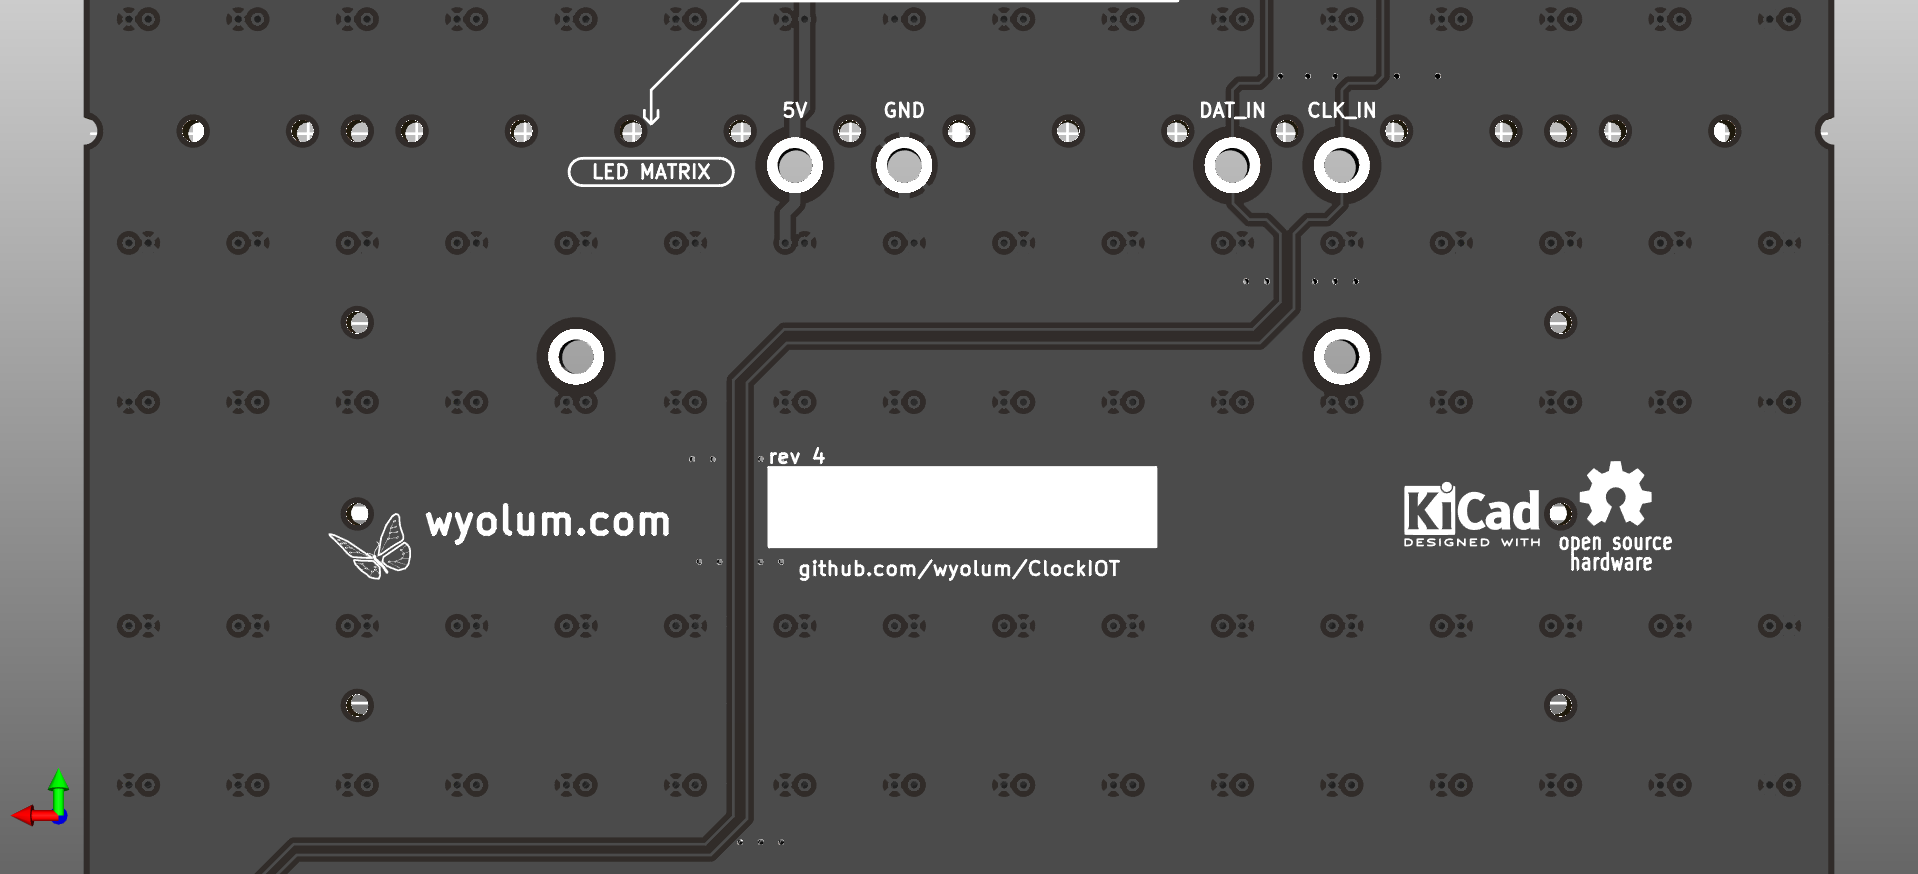 5V
GND
DAT_IN
CLK_IN
LED MATRIX
rev 4
wyolum.com
github.com/wyolum/ClockIOT
KiCad
DESIGNED WITH
open source
hardware